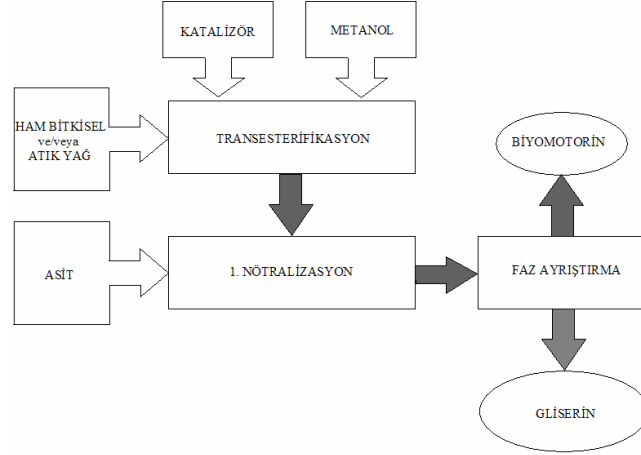 KATALİZÖR
METANOL
HAM BİTKİSEL
ve/veya
ATIK YAĞ
TRANSESTERİFİKASYON
BİYOMOTORİN
ASİT
1. NÖTRALİZASYON
FAZ AYRIŞTIRMA
GLİSERİN